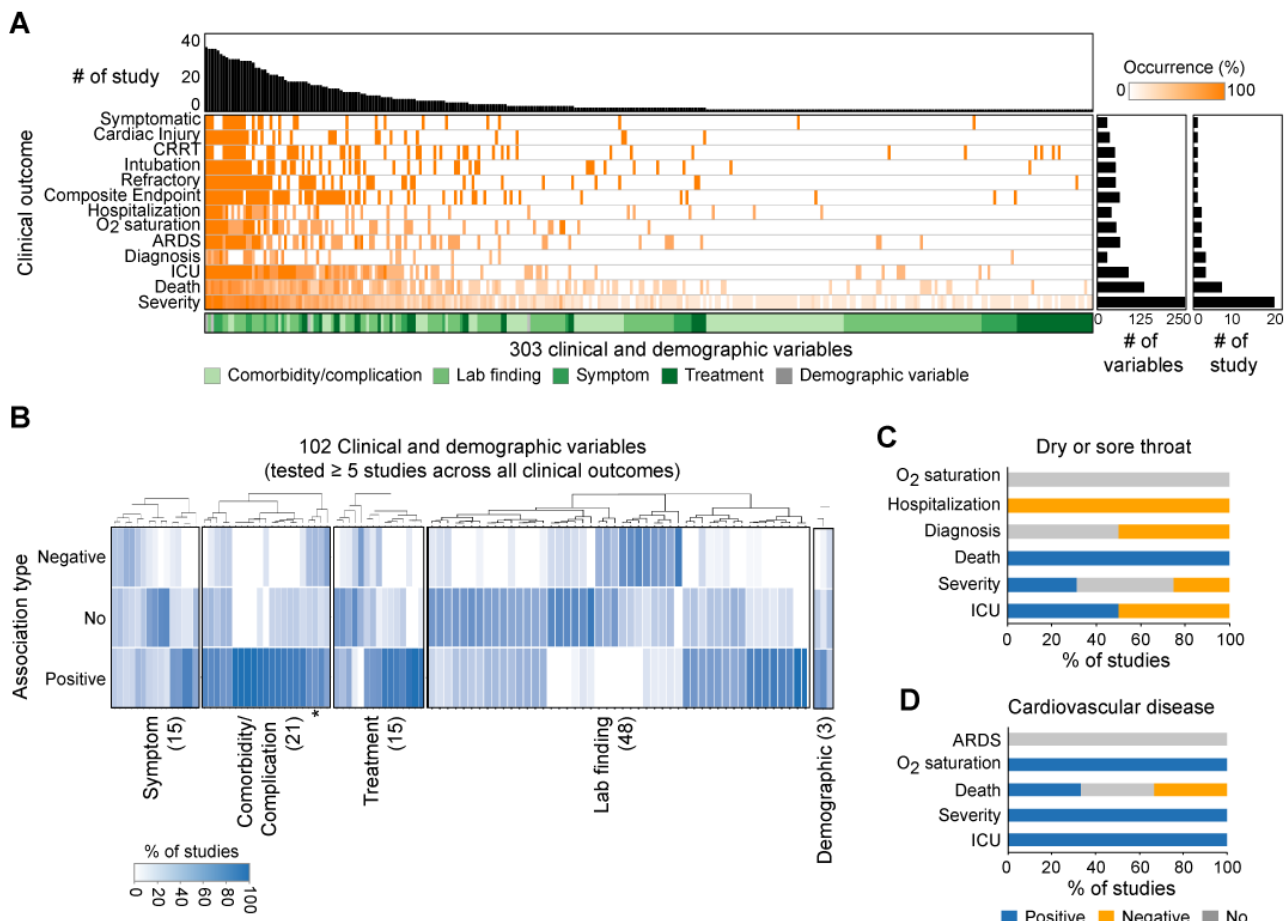 A
# of study
40
20
0
Occurrence (%)
0
100
Clinical outcome
Symptomatic
Cardiac Injury
CRRT
Intubation
Refractory
Composite Endpoint
Hospitalization
O2 saturation
ARDS
Diagnosis
ICU
Death
Severity
0 125 250
# of
variables
0 10 20
# of
study
303 clinical and demographic variables
Comorbidity/complication Lab finding Symptom Treatment Demographic variable
B
102 Clinical and demographic variables
(tested ≥ 5 studies across all clinical outcomes)
Association type
Negative
No
Positive
Symptom
(15)
Comorbidity/
Complication
(21)
*
Treatment
(15)
Lab finding
(48)
Demographic (3)
% of studies
0 20 40 60 80 100
C
Dry or sore throat
O2 saturation
Hospitalization
Diagnosis
Death
Severity
ICU
0 20 40 60 80 100
% of studies
D
Cardiovascular disease
ARDS
O2 saturation
Death
Severity
ICU
0 20 40 60 80 100
% of studies
Positive Negative No